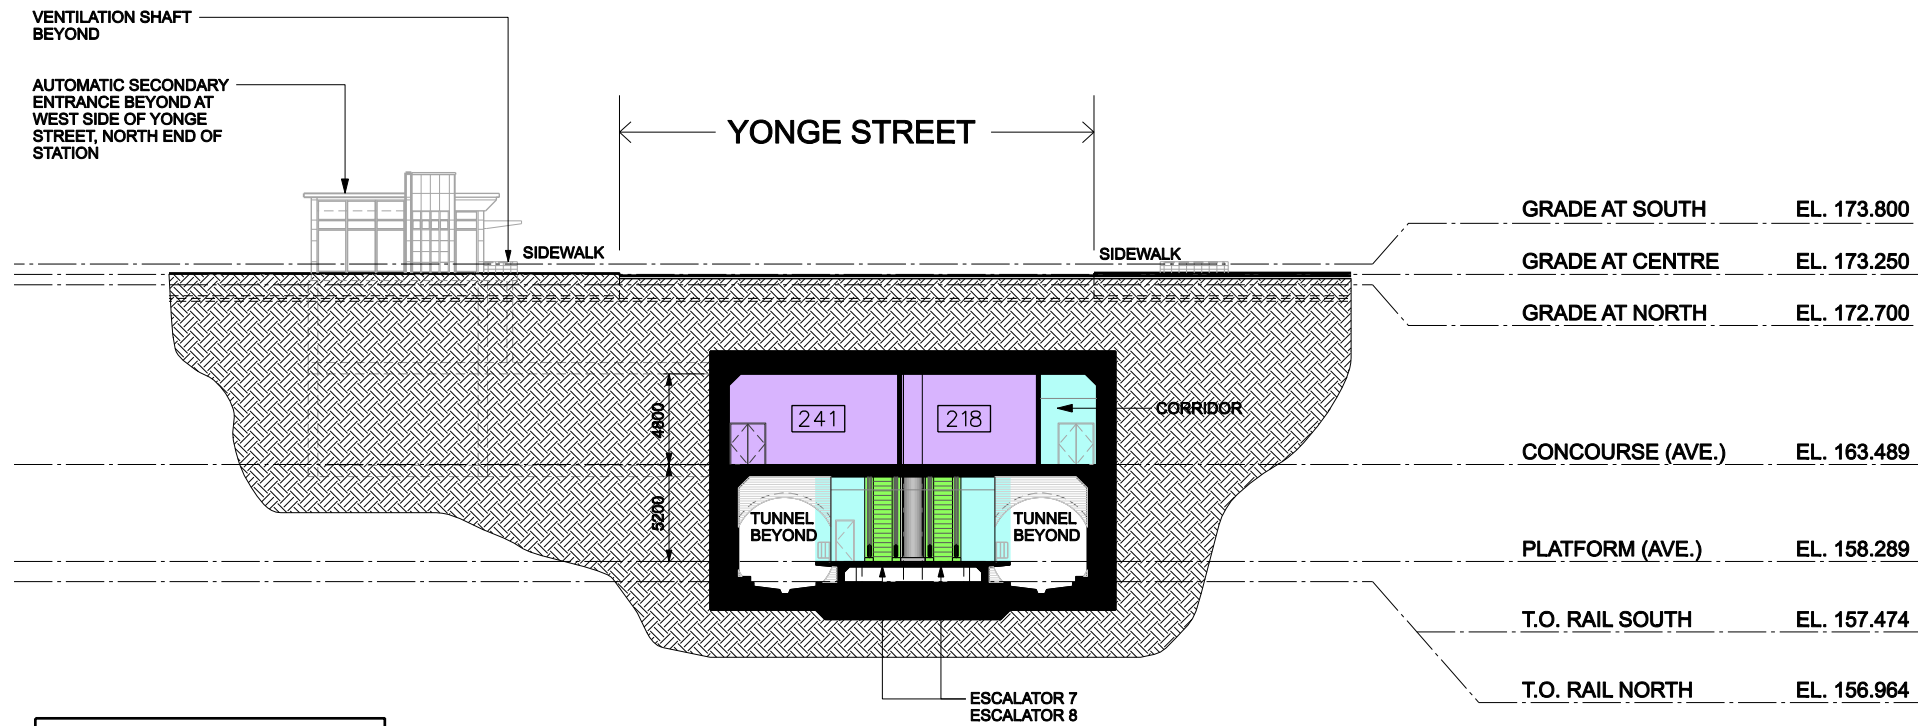 VENTILATION SHAFT
BEYOND
AUTOMATIC SECONDARY
ENTRANCE BEYOND AT
WEST SIDE OF YONGE
STREET, NORTH END OF
STATION
YONGE STREET
SIDEWALK
SIDEWALK
GRADE AT SOUTH EL. 173.800
GRADE AT CENTRE EL. 173.250
GRADE AT NORTH EL. 172.700
4800
241
218
CORRIDOR
CONCOURSE (AVE.) EL. 163.489
5200
TUNNEL
BEYOND
TUNNEL
BEYOND
PLATFORM (AVE.) EL. 158.289
T.O. RAIL SOUTH EL. 157.474
T.O. RAIL NORTH EL. 156.964
ESCALATOR 7
ESCALATOR 8